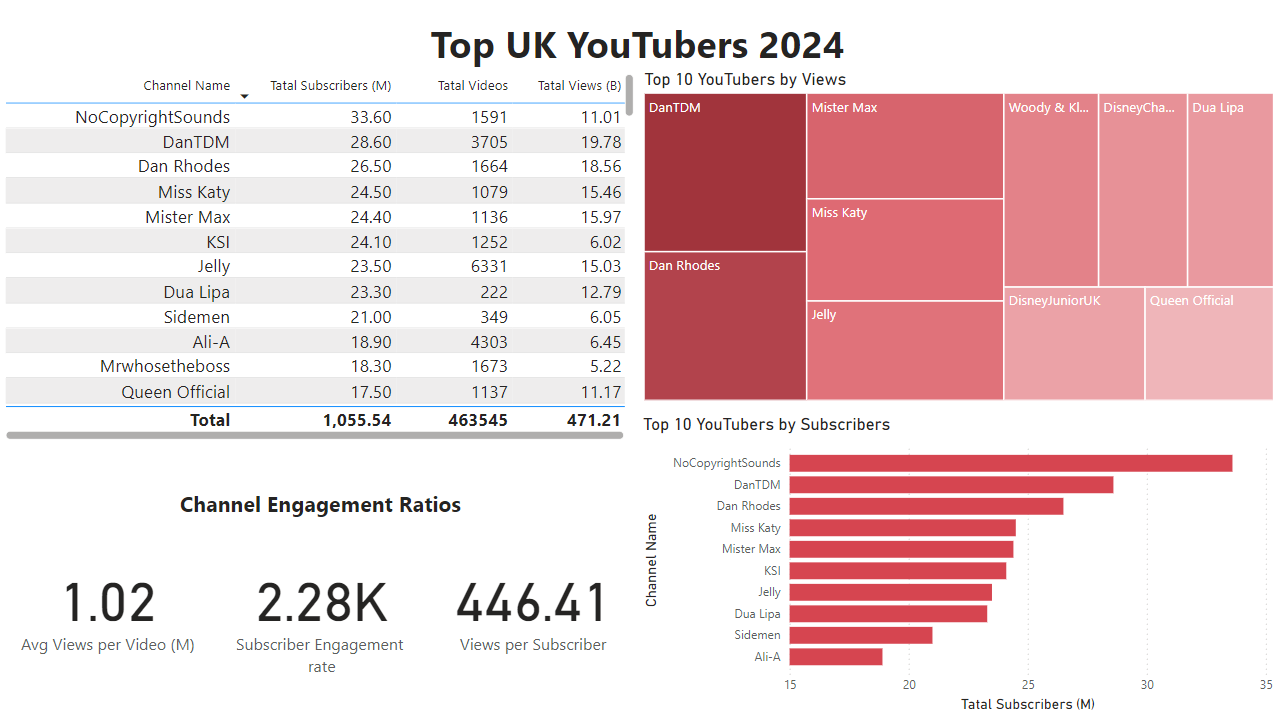 Top UK YouTubers 2024
Channel Name Tatal Subscribers (M) Tatal Videos Tatal Views (B)
NoCopyrightSounds 33.60 1591 11.01
DanTDM 28.60 3705 19.78
Dan Rhodes 26.50 1664 18.56
Miss Katy 24.50 1079 15.46
Mister Max 24.40 1136 15.97
KSI 24.10 1252 6.02
Jelly 23.50 6331 15.03
Dua Lipa 23.30 222 12.79
Sidemen 21.00 349 6.05
Ali-A 18.90 4303 6.45
Mrwhosetheboss 18.30 1673 5.22
Queen Official 17.50 1137 11.17
Total 1,055.54 463545 471.21
Top 10 YouTubers by Views
DanTDM
Dan Rhodes
Mister Max
Miss Katy
Jelly
Woody & Kl...
DisneyCha...
Dua Lipa
DisneyJuniorUK
Queen Official
Channel Engagement Ratios
1.02
Avg Views per Video (M)
2.28K
Subscriber Engagement
rate
446.41
Views per Subscriber
Top 10 YouTubers by Subscribers
Channel Name
NoCopyrightSounds
DanTDM
Dan Rhodes
Miss Katy
Mister Max
KSI
Jelly
Dua Lipa
Sidemen
Ali-A
15 20 25 30 35
Tatal Subscribers (M)